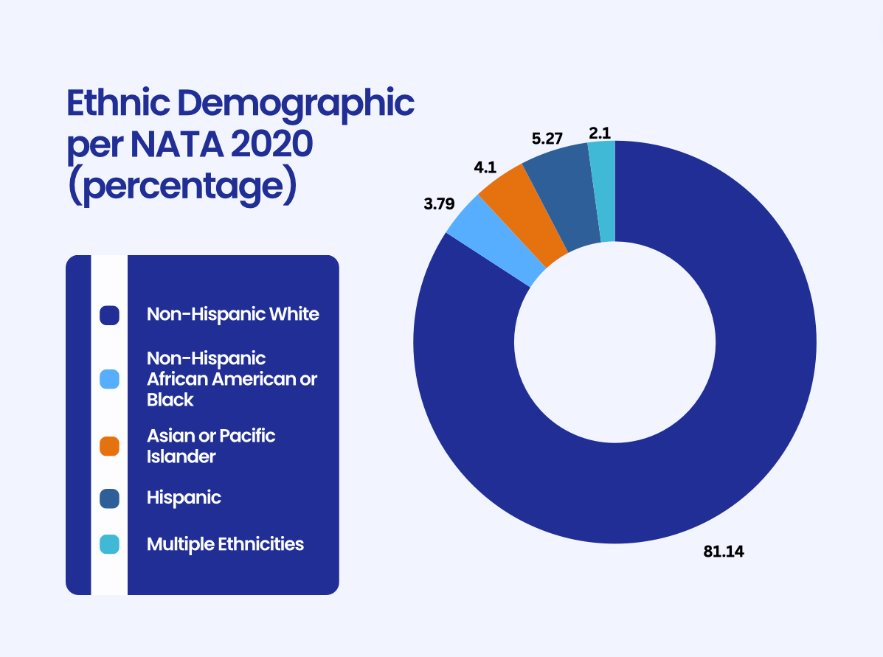 Ethnic Demographic
per NATA 2020
(percentage)
Non-Hispanic White
Non-Hispanic
African American or
Black
Asian or Pacific
Islander
Hispanic
Multiple Ethnicities
3.79
4.1
5.27
2.1
81.14